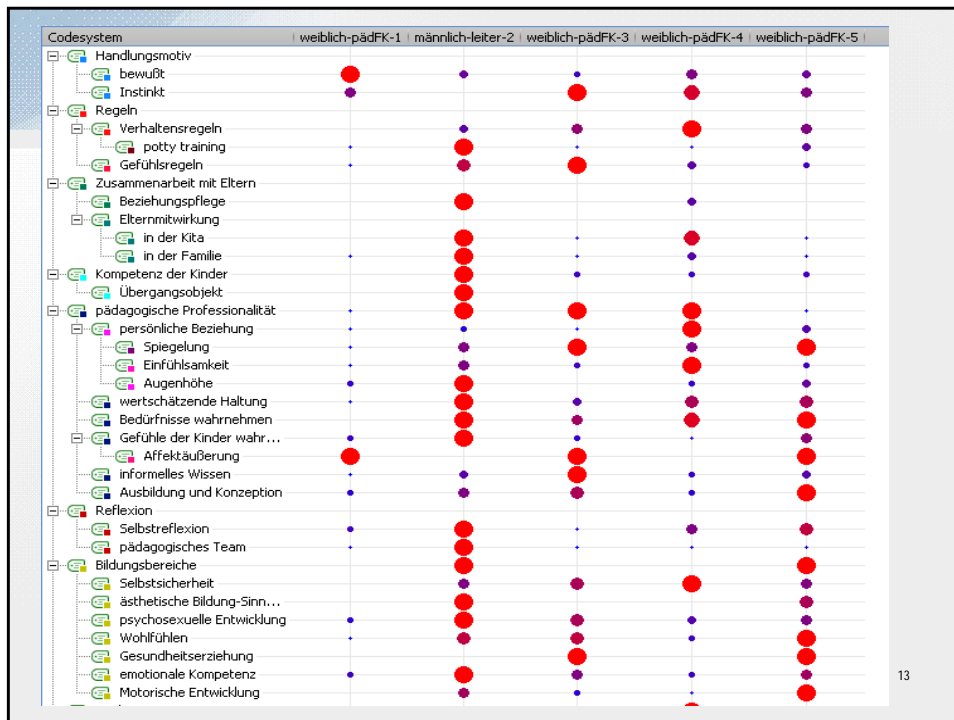 Codesystem weiblich-pädFK-1 männlich-leiter-2 weiblich-pädFK-3 weiblich-pädFK-4 weiblich-pädFK-5
Handlungsmotiv
bewußt
Instinkt
Regeln
Verhaltensregeln
potty training
Gefühlsregeln
Zusammenarbeit mit Eltern
Beziehungspflege
Elternmitwirkung
in der Kita
in der Familie
Kompetenz der Kinder
Übergangsobjekt
pädagogische Professionalität
persönliche Beziehung
Spiegelung
Einfühlsamkeit
Augenhöhe
wertschätzende Haltung
Bedürfnisse wahrnehmen
Gefühle der Kinder wahr...
Affektäußerung
informelles Wissen
Ausbildung und Konzeption
Reflexion
Selbstreflexion
pädagogisches Team
Bildungsbereiche
Selbstsicherheit
ästhetische Bildung-Sinn...
psychosexuelle Entwicklung
Wohlfühlen
Gesundheitserziehung
emotionale Kompetenz
Motorische Entwicklung
13